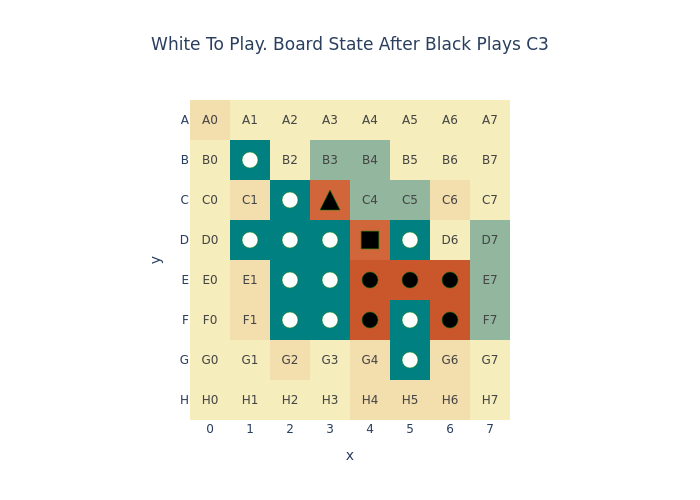 White To Play. Board State After Black Plays C3
A A0 A1 A2 A3 A4 A5 A6 A7
B B0 B2 B3 B4 B5 B6 B7
C C0 C1 C4 C5 C6 C7
D D0 D6 D7
E E0 E1 E7
F F0 F1 F7
G G0 G1 G2 G3 G4 G6 G7
H H0 H1 H2 H3 H4 H5 H6 H7
0 1 2 3 4 5 6 7
x
y